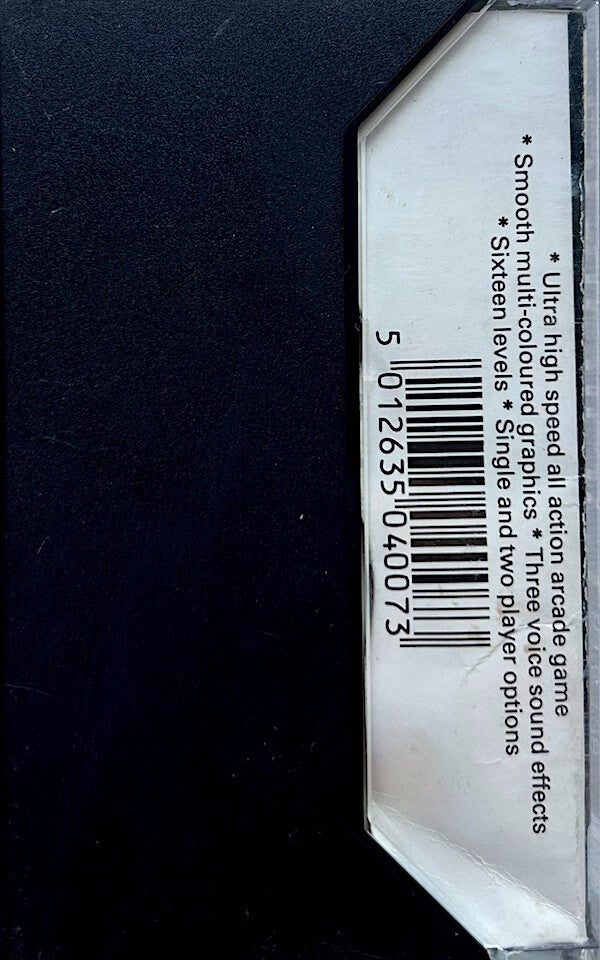 * Ultra high speed all action arcade game
* Smooth multi-coloured graphics * Three voice sound effects
* Sixteen levels * Single and two player options
5 012635 040073